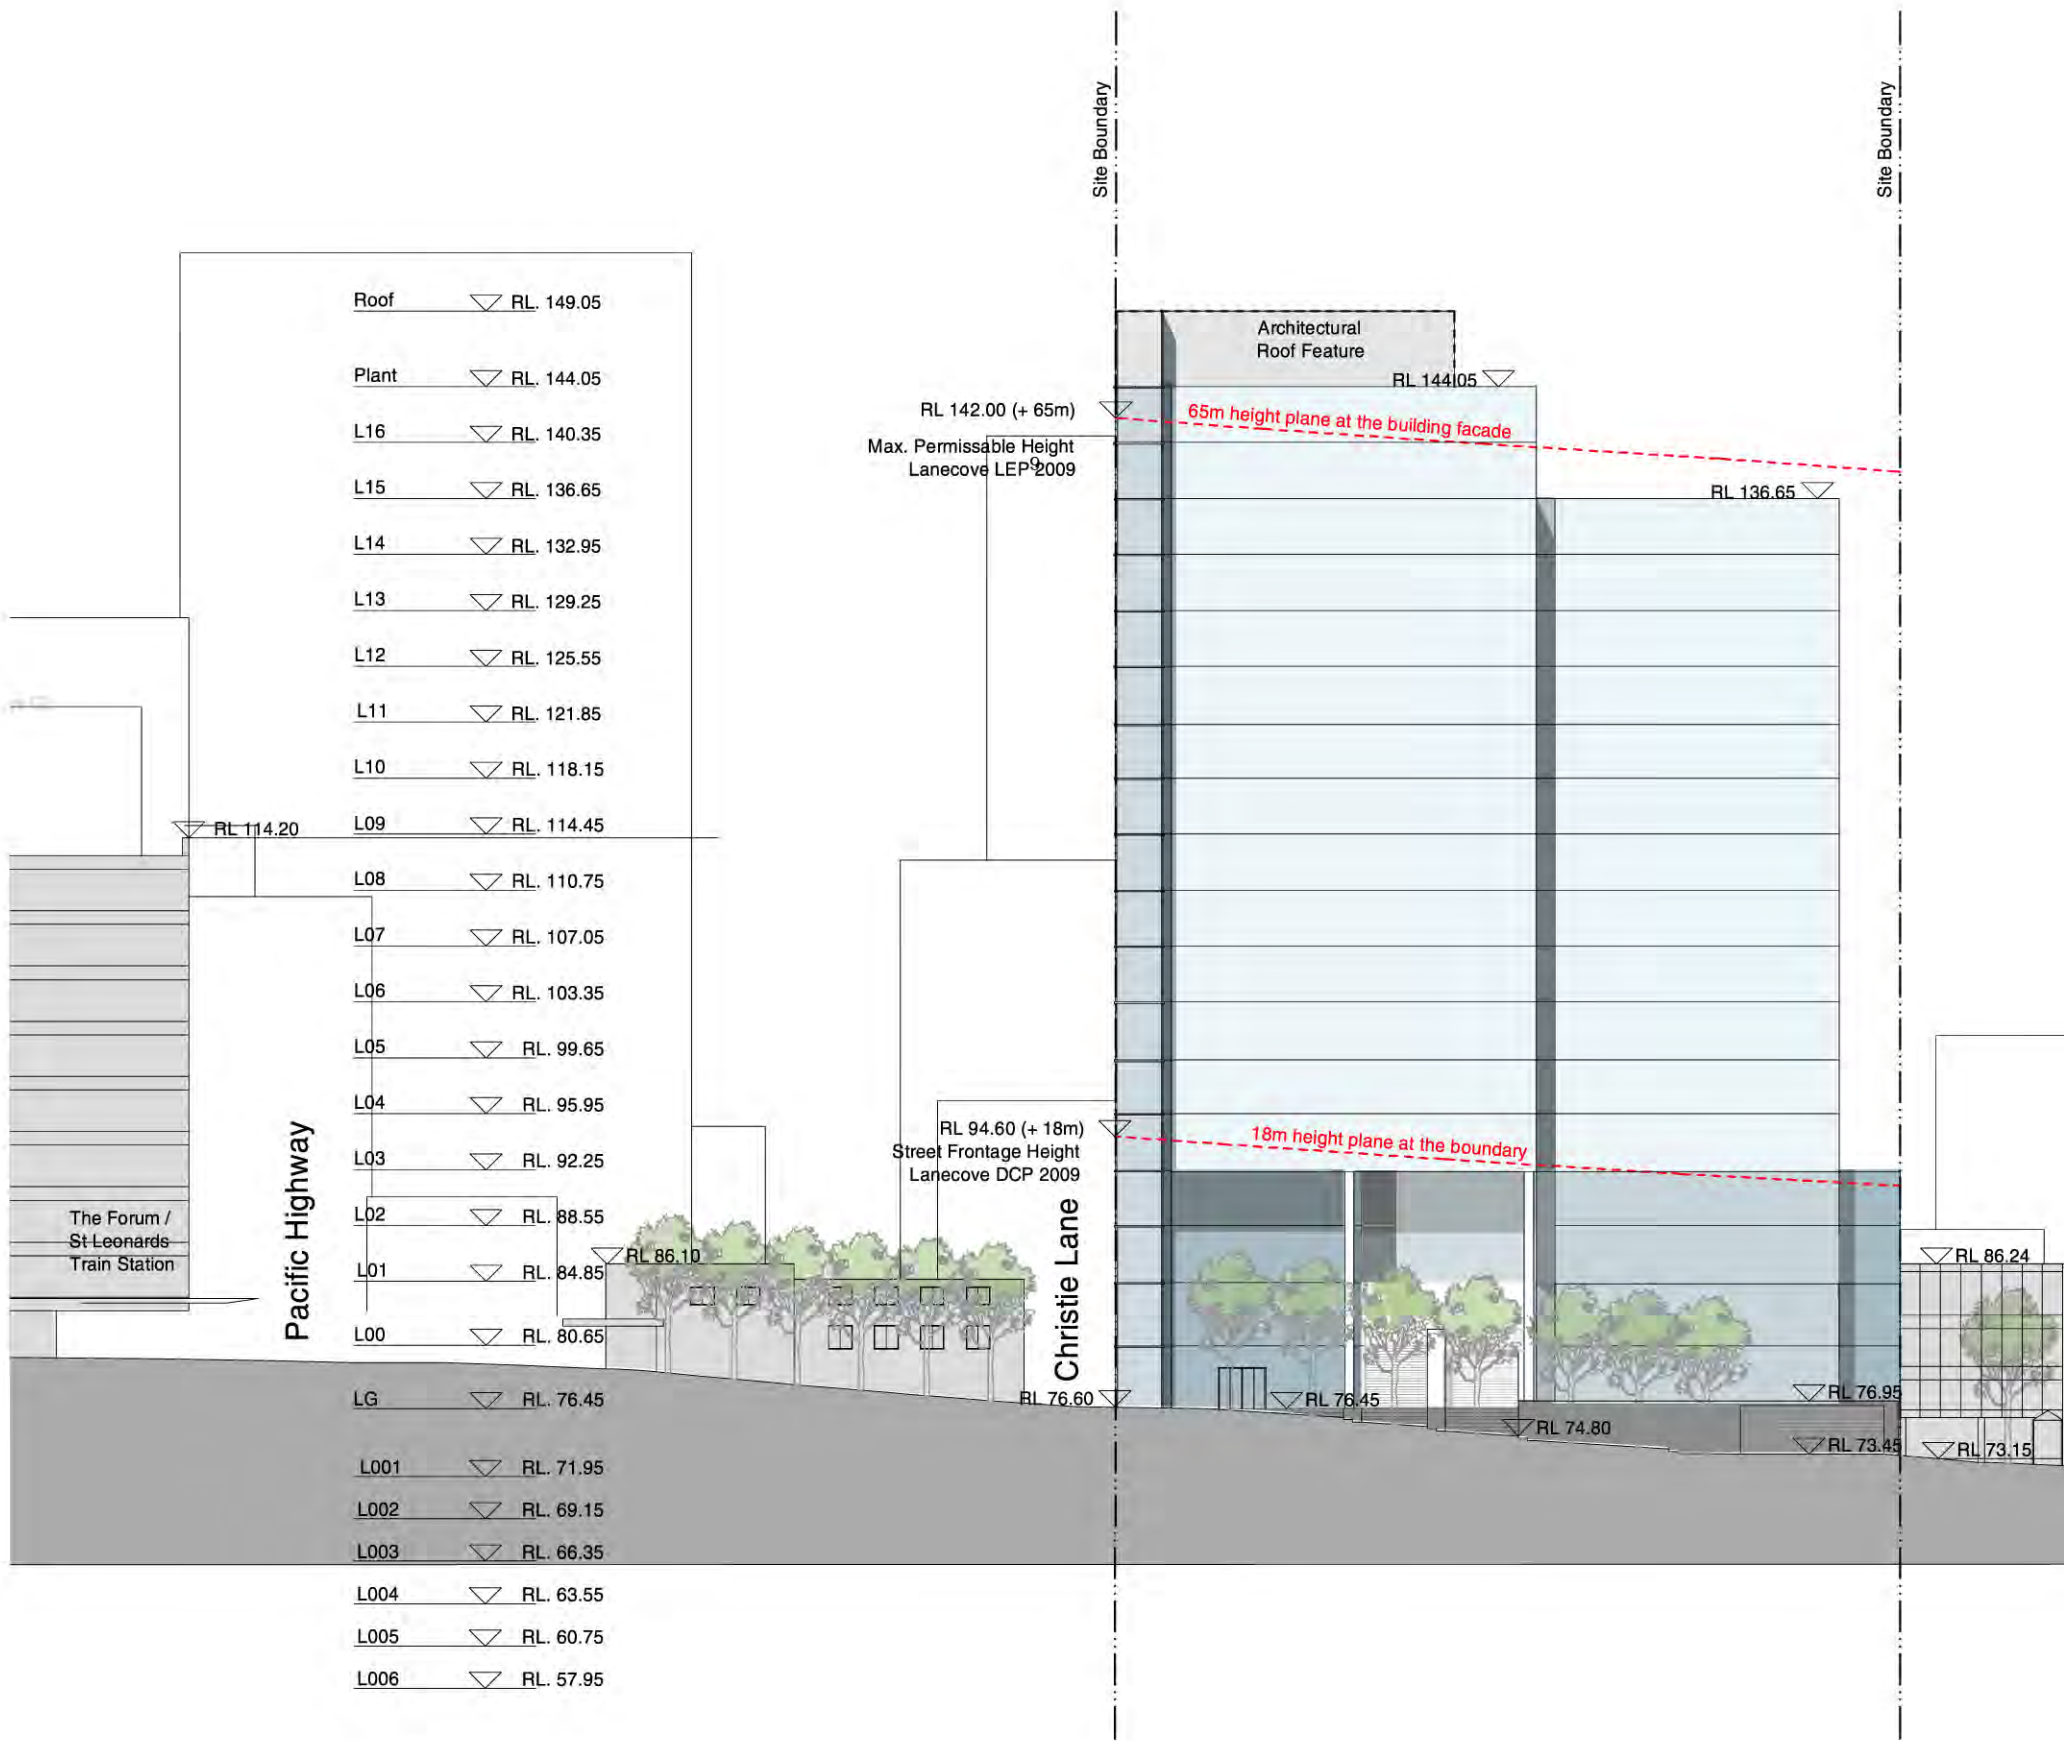 Site Boundary
Site Boundary
Roof RL. 149.05
Plant RL. 144.05
L16 RL. 140.35
L15 RL. 136.65
L14 RL. 132.95
L13 RL. 129.25
L12 RL. 125.55
L11 RL. 121.85
L10 RL. 118.15
L09 RL. 114.45
L08 RL. 110.75
L07 RL. 107.05
L06 RL. 103.35
L05 RL. 99.65
L04 RL. 95.95
L03 RL. 92.25
L02 RL. 88.55
L01 RL. 84.85
L00 RL. 80.65
LG RL. 76.45
L001 RL. 71.95
L002 RL. 69.15
L003 RL. 66.35
L004 RL. 63.55
L005 RL. 60.75
L006 RL. 57.95
RL 114.20
The Forum /
St Leonards
Train Station
Pacific Highway
RL 86.10
Architectural
Roof Feature
RL 144.05
RL 142.00 (+ 65m)
Max. Permissable Height
Lanecove LEP 2009
9
65m height plane at the building facade
RL 136.65
RL 94.60 (+ 18m)
Street Frontage Height
Lanecove DCP 2009
18m height plane at the boundary
Christie Lane
RL 76.60
RL 76.45
RL 74.80
RL 76.95
RL 73.45
RL 86.24
RL 73.15